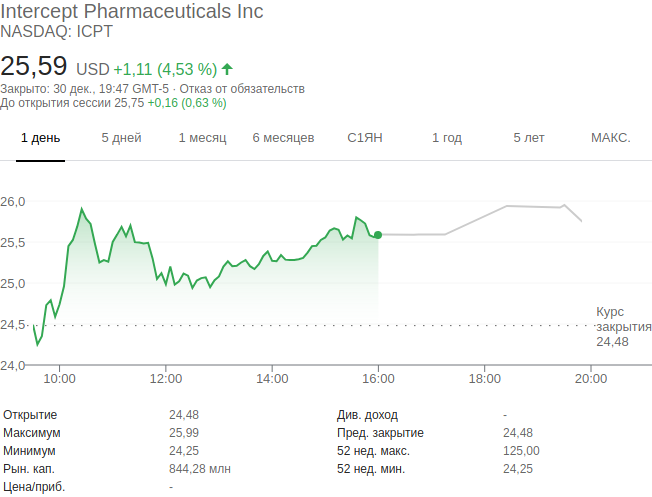 Intercept Pharmaceuticals Inc
NASDAQ: ICPT
25,59 USD +1,11 (4,53 %)
Закрыто: 30 дек., 19:47 GMT-5 · Отказ от обязательств
До открытия сессии 25,75 +0,16 (0,63 %)
1 день 5 дней 1 месяц 6 месяцев С1ЯН 1 год 5 лет МАКС.
26,0
25,5
25,0
24,5
24,0
Курс
закрытия
24,48
10:00 12:00 14:00 16:00 18:00 20:00
Открытие 24,48 Див. доход -
Максимум 25,99 Пред. закрытие 24,48
Минимум 24,25 52 нед. макс. 125,00
Рын. кап. 844,28 млн 52 нед. мин. 24,25
Цена/приб. -